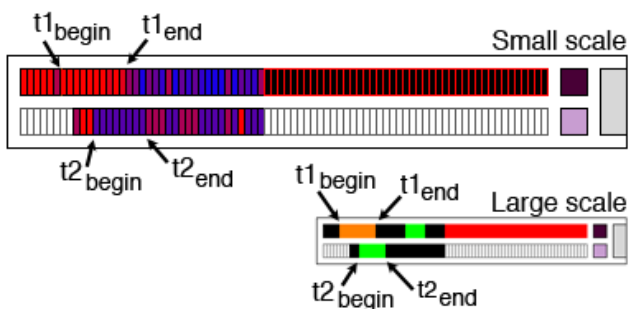 t1begin t1end
Small scale
t2begin t2end
t1begin t1end
Large scale
t2begin t2end